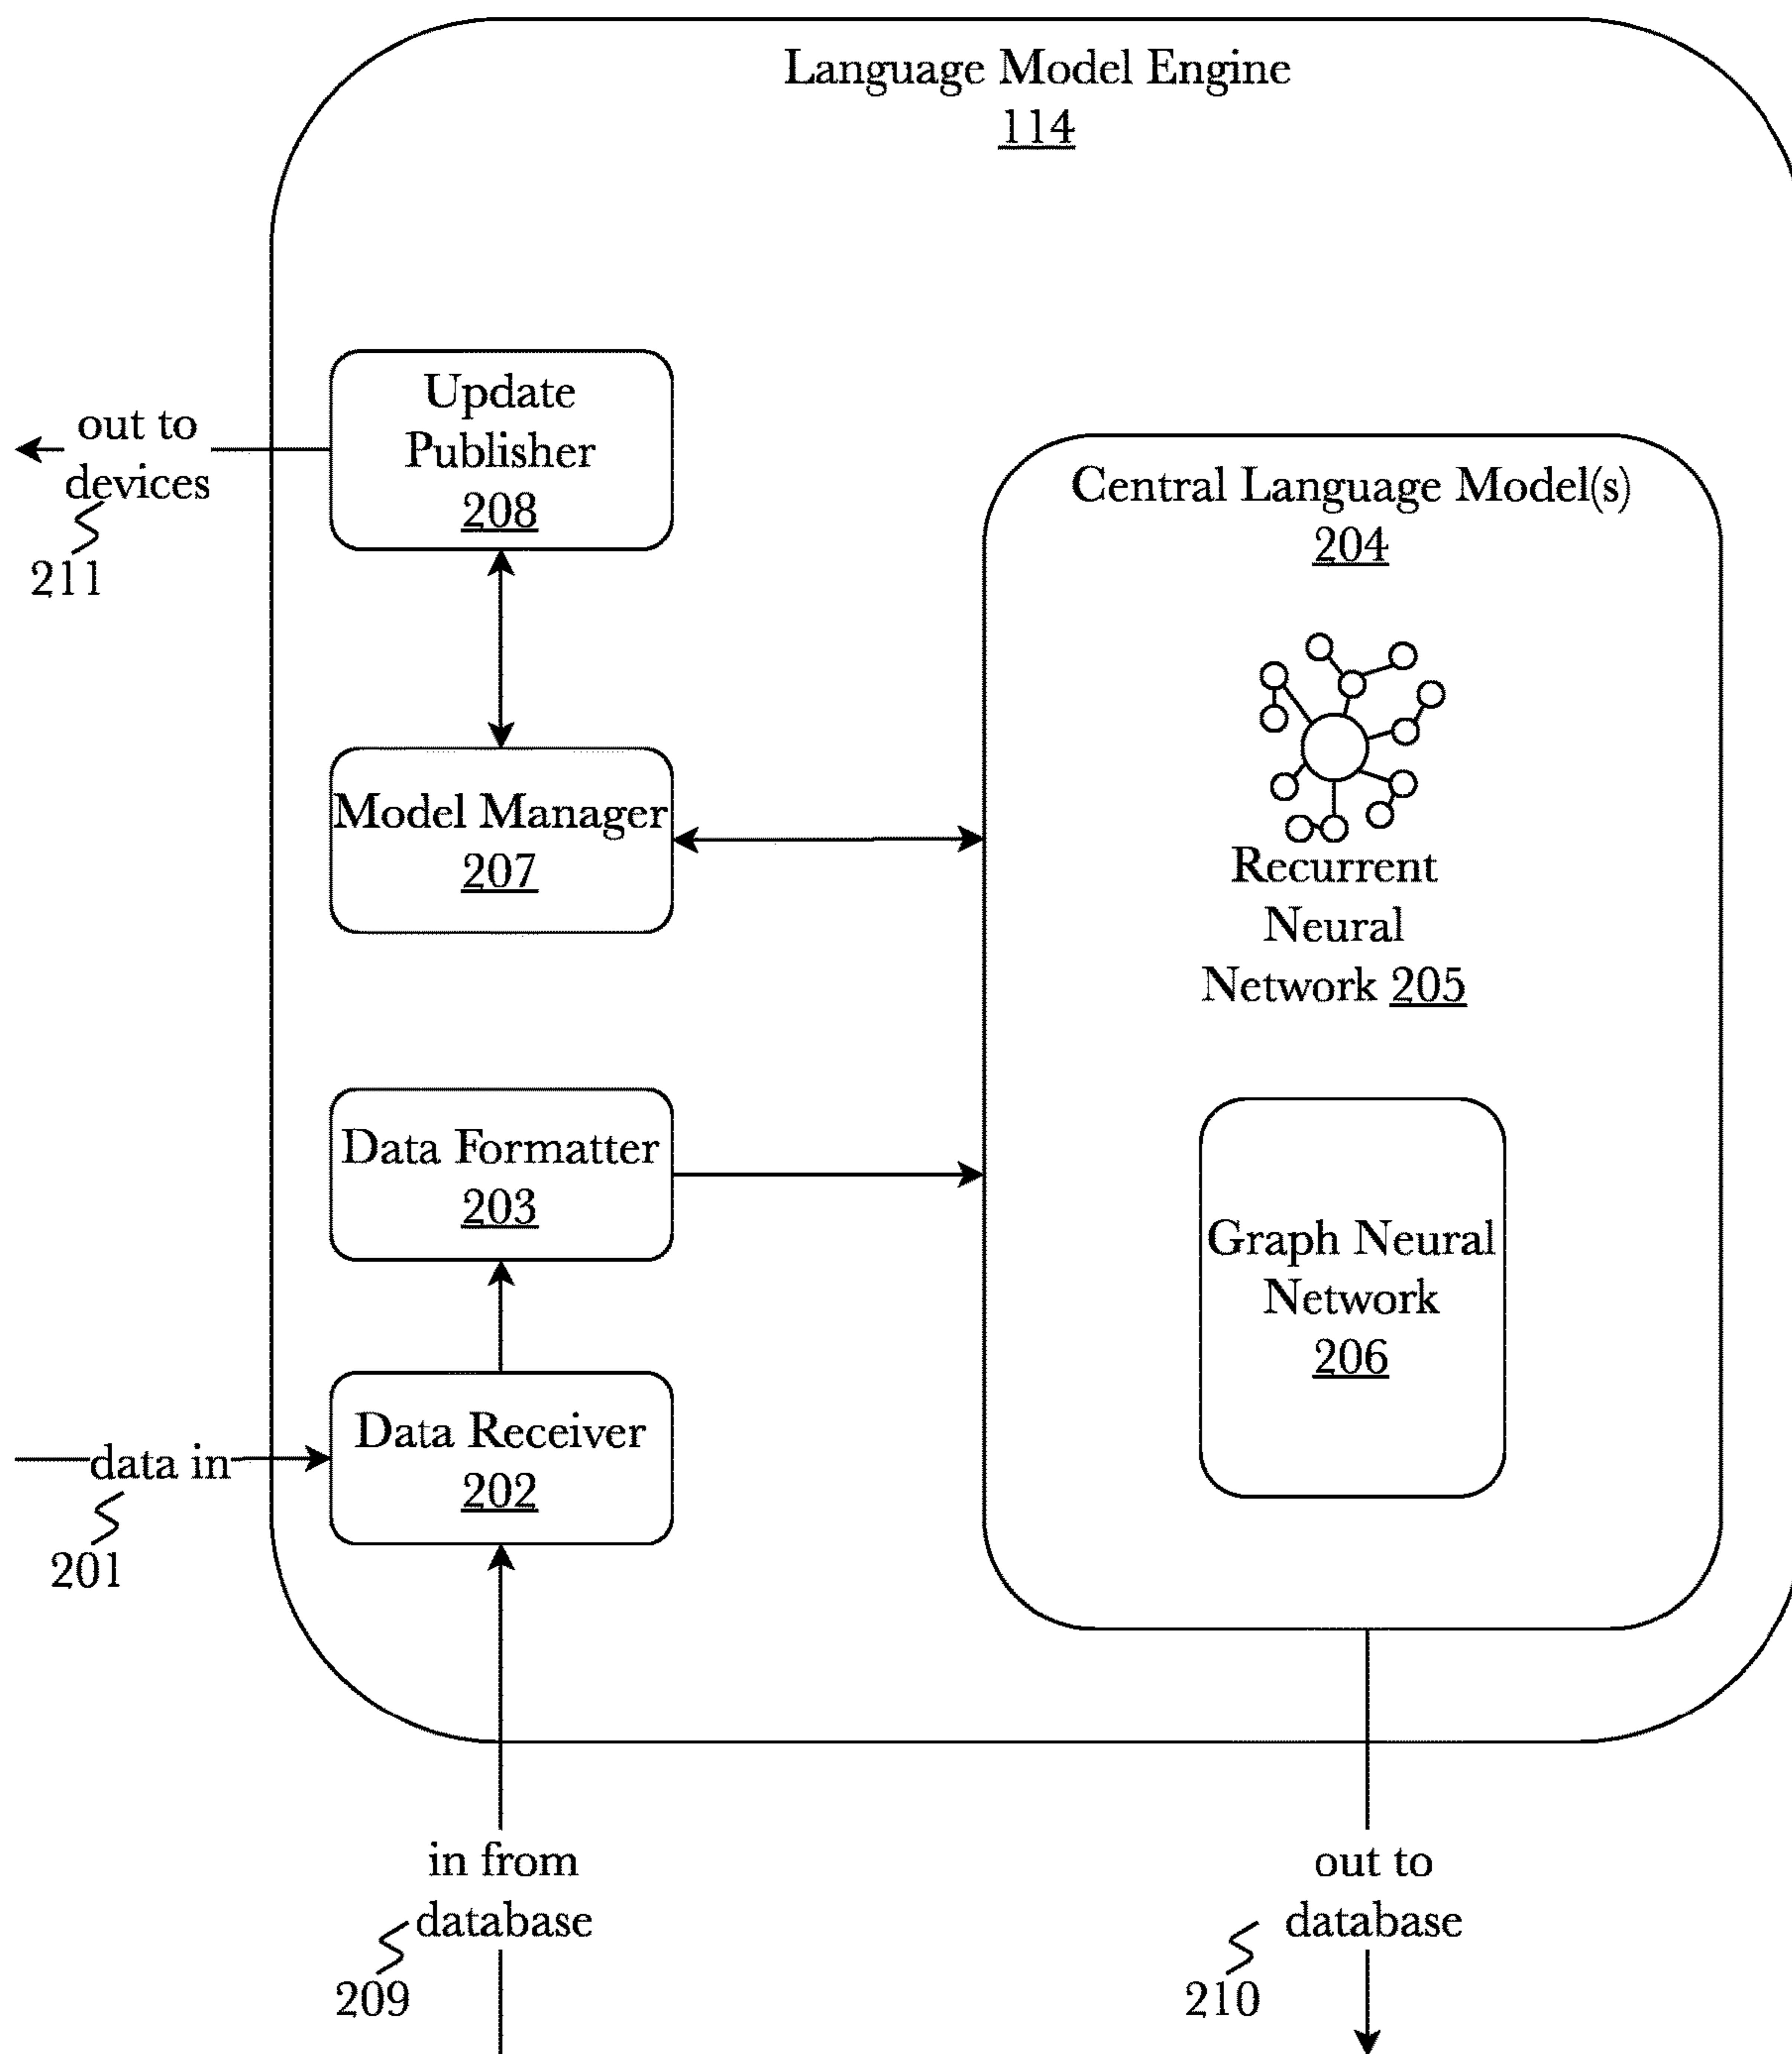 Language Model Engine
114
Update
Publisher
208
out to
devices
211
Central Language Model(s)
204
Model Manager
207
Recurrent
Neural
Network 205
Data Formatter
203
Graph Neural
Network
206
Data Receiver
202
data in
201
in from
database
209
out to
database
210